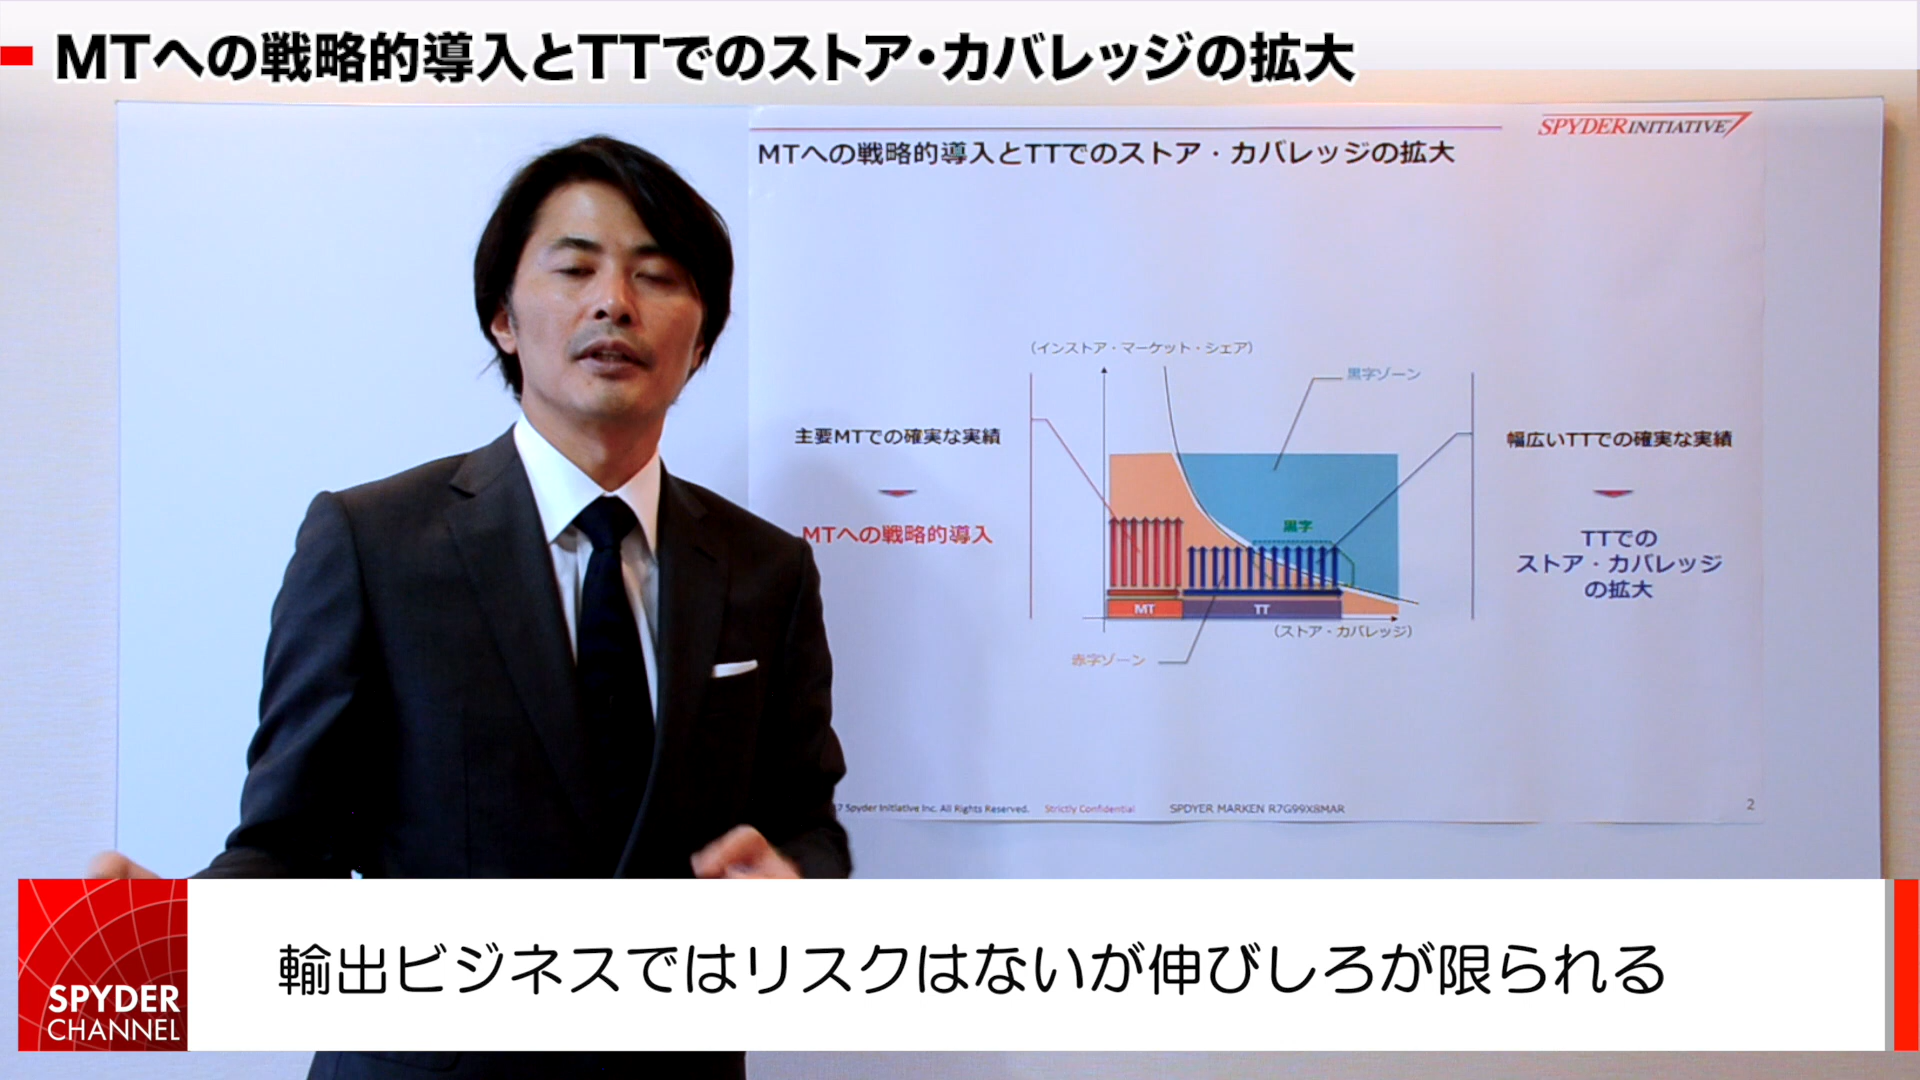 MTへの戦略的導入とTTでのストア・カバレッジの拡大
SPYDER INITIATIVE
MTへの戦略的導入とTTでのストア・カバレッジの拡大
（インストア・マーケット・シェア）
黒字ゾーン
主要MTでの確実な実績
MTへの戦略的導入
幅広いTTでの確実な実績
TTでの
ストア・カバレッジ
の拡大
黒字
MT
TT
（ストア・カバレッジ）
赤字ゾーン
7 Spyder Initiative Inc. All Rights Reserved. Strictly Confidential SPDYER MARKEN R7G99X8MAR 2
輸出ビジネスではリスクはないが伸びしろが限られる
SPYDER
CHANNEL